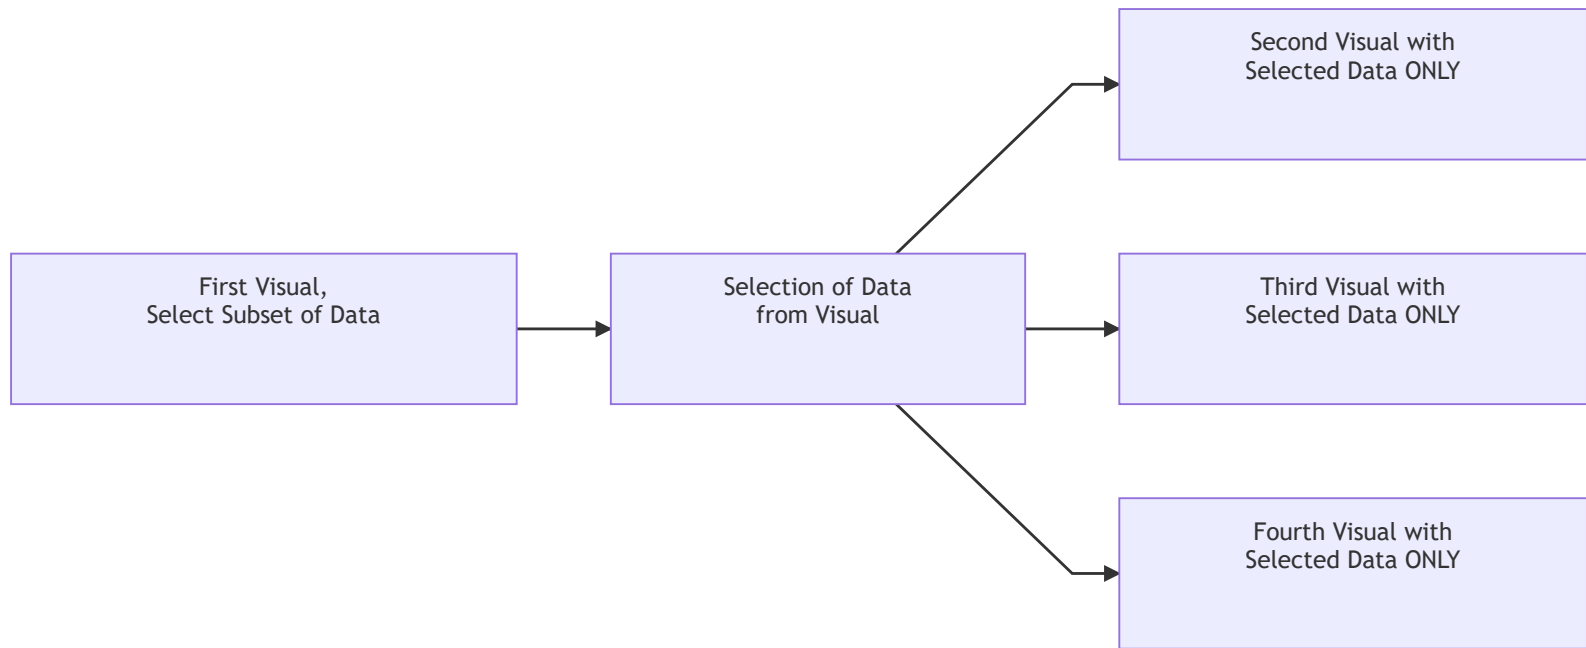 First Visual,
Select Subset of Data
Selection of Data
from Visual
Second Visual with
Selected Data ONLY
Third Visual with
Selected Data ONLY
Fourth Visual with
Selected Data ONLY